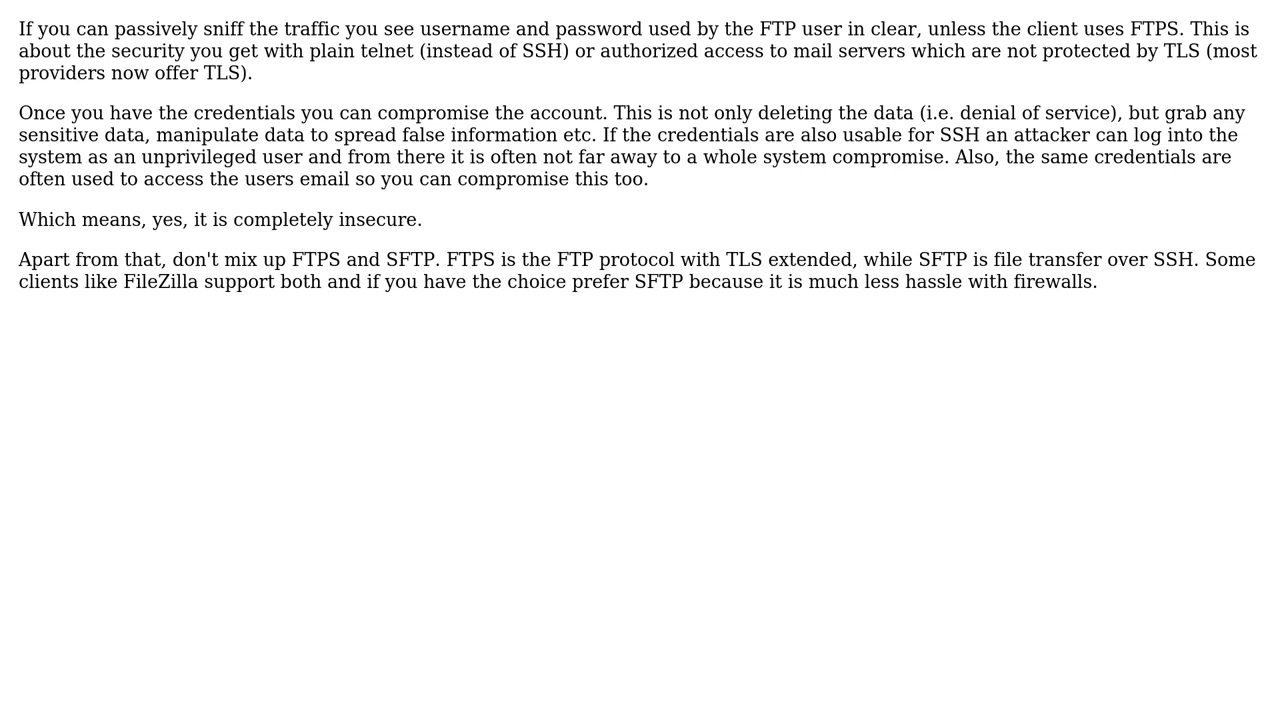 If you can passively sniff the traffic you see username and password used by the FTP user in clear, unless the client uses FTPS. This is
about the security you get with plain telnet (instead of SSH) or authorized access to mail servers which are not protected by TLS (most
providers now offer TLS).
Once you have the credentials you can compromise the account. This is not only deleting the data (i.e. denial of service), but grab any
sensitive data, manipulate data to spread false information etc. If the credentials are also usable for SSH an attacker can log into the
system as an unprivileged user and from there it is often not far away to a whole system compromise. Also, the same credentials are
often used to access the users email so you can compromise this too.
Which means, yes, it is completely insecure.
Apart from that, don't mix up FTPS and SFTP. FTPS is the FTP protocol with TLS extended, while SFTP is file transfer over SSH. Some
clients like FileZilla support both and if you have the choice prefer SFTP because it is much less hassle with firewalls.